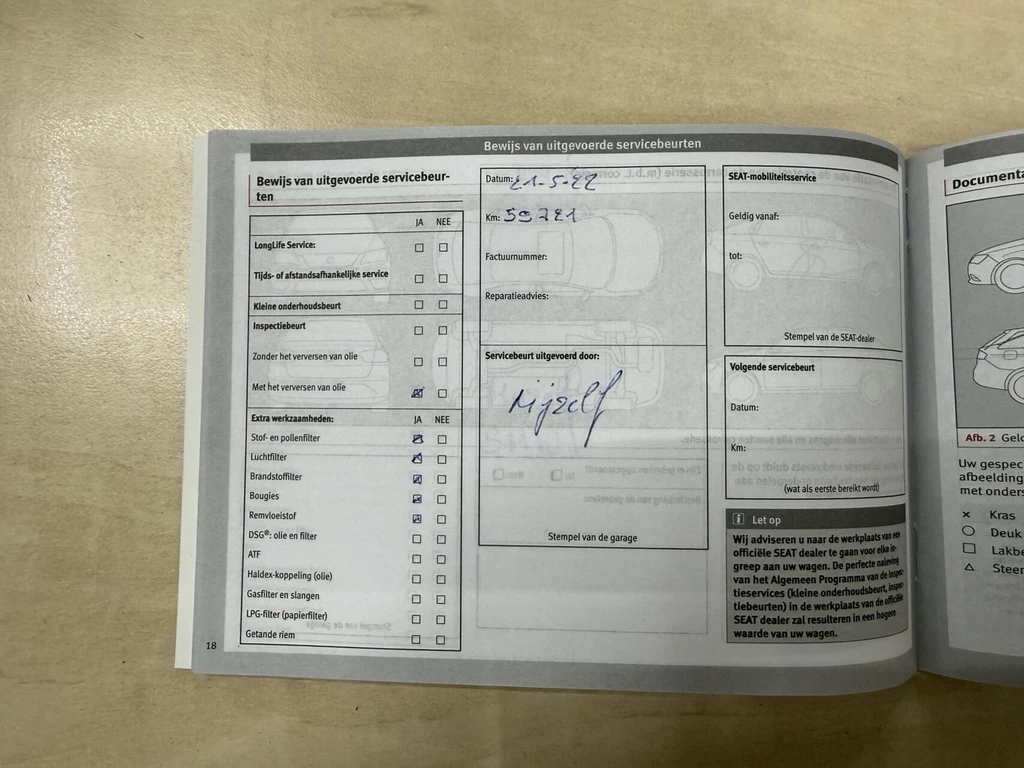 Bewijs van uitgevoerde servicebeurten
Bewijs van uitgevoerde servicebeur-
ten
JA NEE
LongLife Service:
Tijds- of afstandsafhankelijke service
Kleine onderhoudsbeurt
Inspectiebeurt
Zonder het verversen van olie
Met het verversen van olie
Extra werkzaamheden: JA NEE
Stof- en pollenfilter
Luchtfilter
Brandstoffilter
Bougies
Remvloeistof
DSG®: olie en filter
ATF
Haldex-koppeling (olie)
Gasfilter en slangen
LPG-filter (papierfilter)
Getande riem
18
Datum: 21-5-22
Km: 59721
Factuurnummer:
Reparatieadvies:
Servicebeurt uitgevoerd door:
Mijzelf
Stempel van de garage
SEAT-mobiliteitsservice
Geldig vanaf:
tot:
Stempel van de SEAT-dealer
Volgende servicebeurt
Datum:
Km:
(wat als eerste bereikt wordt)
i Let op
Wij adviseren u naar de werkplaats van een
officiële SEAT dealer te gaan voor elke in-
greep aan uw wagen. De perfecte naleving
van het Algemeen Programma van de inspec-
tieservices (kleine onderhoudsbeurt, inspec-
tiebeurten) in de werkplaats van de officiële
SEAT dealer zal resulteren in een hogere
waarde van uw wagen.
Documenta
Afb. 2 Geld
Uw gespec
afbeelding
met onders
× Kras
○ Deuk
□ Lakbe
△ Steen